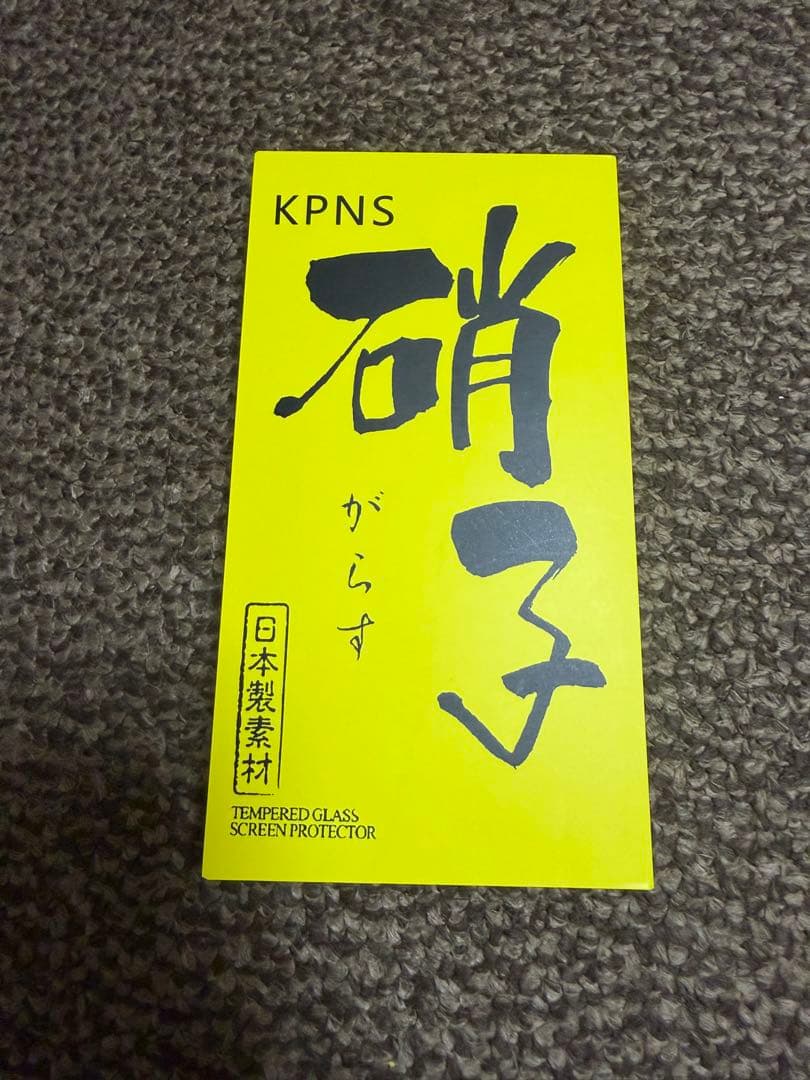 KPNS
硝子
がらす
日本製素材
TEMPERED GLASS
SCREEN PROTECTOR